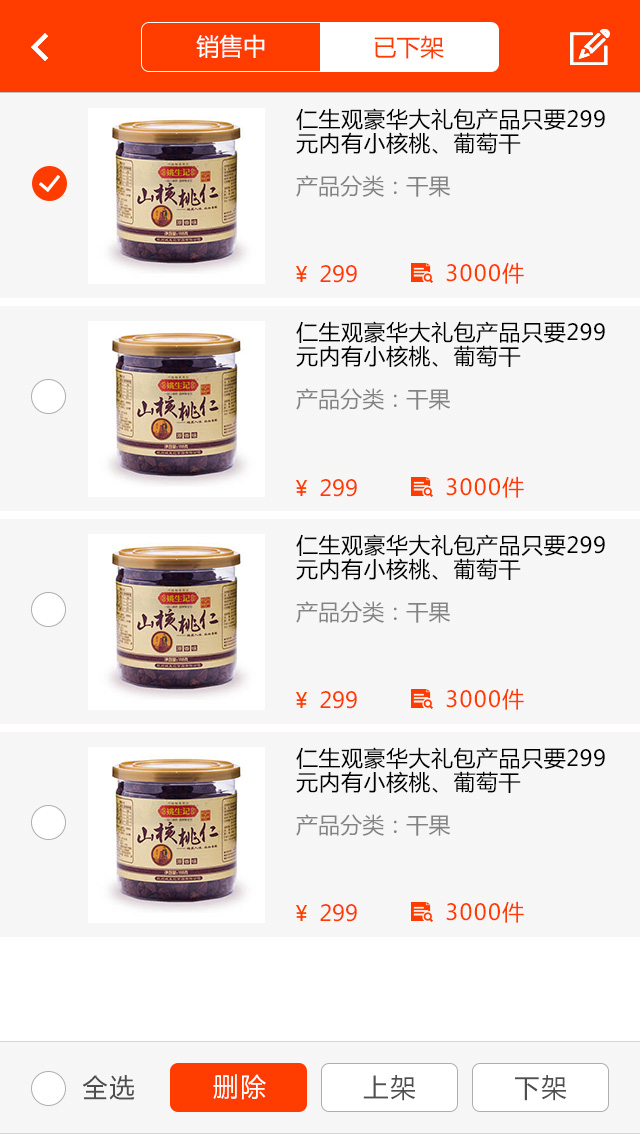 销售中
已下架
仁生观豪华大礼包产品只要299
元内有小核桃、葡萄干
产品分类：干果
¥ 299
3000件
姚生记
山核桃仁
仁生观豪华大礼包产品只要299
元内有小核桃、葡萄干
产品分类：干果
¥ 299
3000件
姚生记
山核桃仁
仁生观豪华大礼包产品只要299
元内有小核桃、葡萄干
产品分类：干果
¥ 299
3000件
姚生记
山核桃仁
仁生观豪华大礼包产品只要299
元内有小核桃、葡萄干
产品分类：干果
¥ 299
3000件
姚生记
山核桃仁
全选
删除
上架
下架